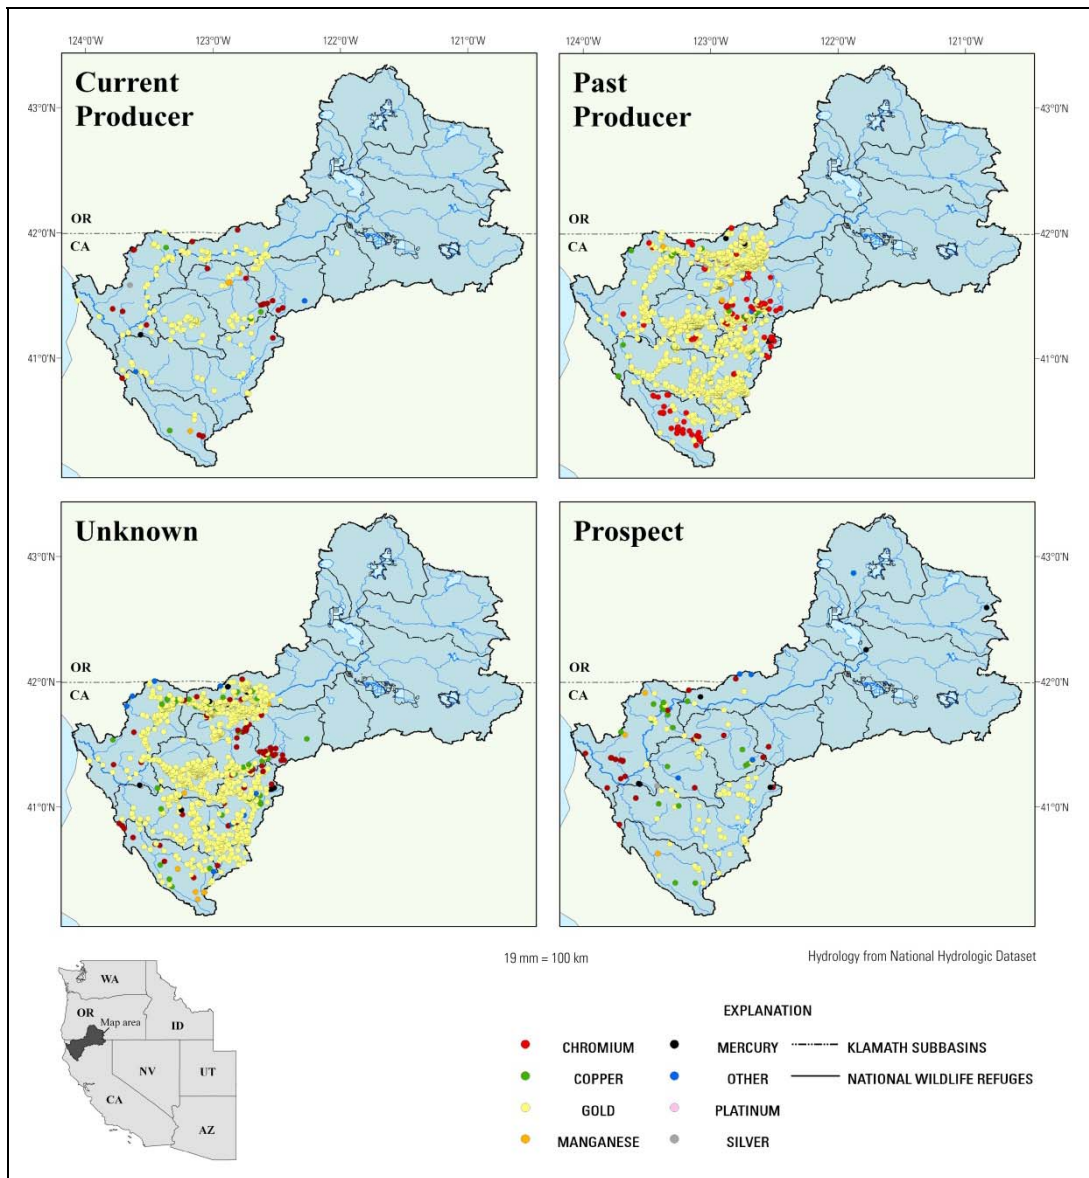 124°0'W 123°0'W 122°0'W 121°0'W
124°0'W 123°0'W 122°0'W 121°0'W
Current
Producer
43°0'N
OR
42°0'N
CA
41°0'N
Past
Producer
43°0'N
OR
42°0'N
CA
41°0'N
Unknown
43°0'N
OR
42°0'N
CA
41°0'N
Prospect
43°0'N
OR
42°0'N
CA
41°0'N
19 mm = 100 km
Hydrology from National Hydrologic Dataset
WA
OR
Map area
ID
NV
UT
CA
AZ
EXPLANATION
CHROMIUM
COPPER
GOLD
MANGANESE
MERCURY
OTHER
PLATINUM
SILVER
KLAMATH SUBBASINS
NATIONAL WILDLIFE REFUGES